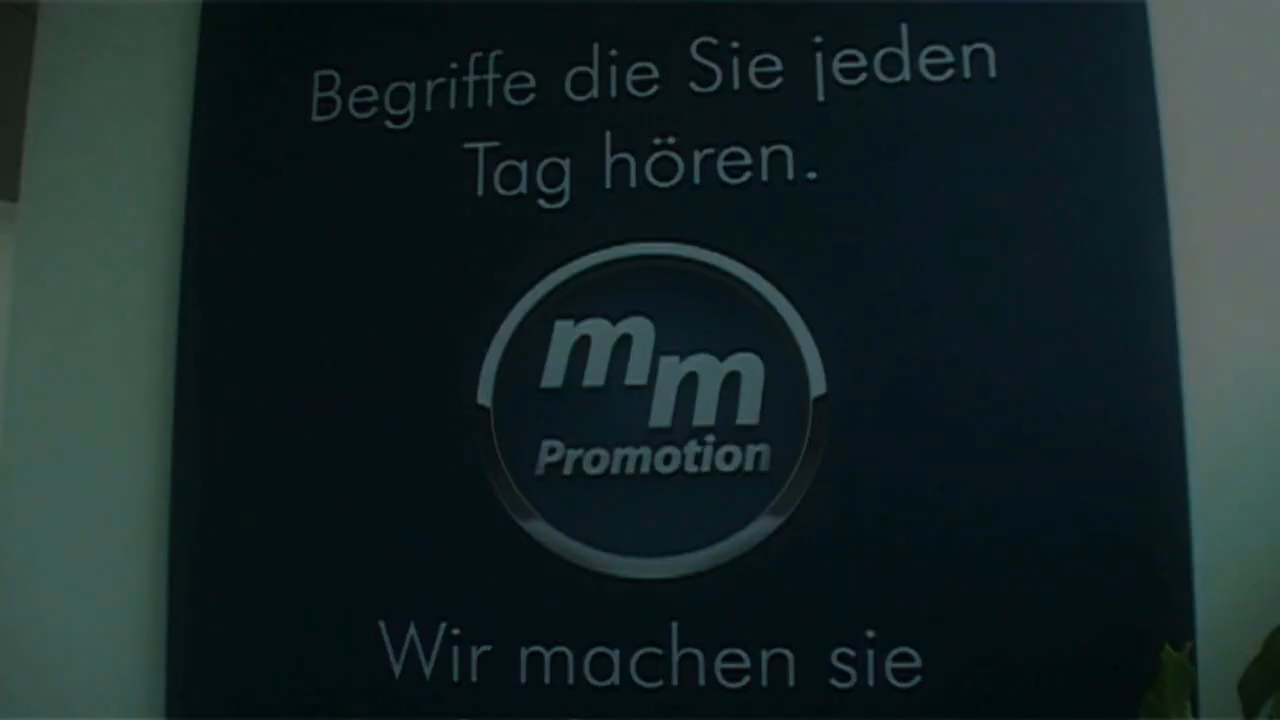 Begriffe die Sie jeden
Tag hören.
mm
Promotion
Wir machen sie